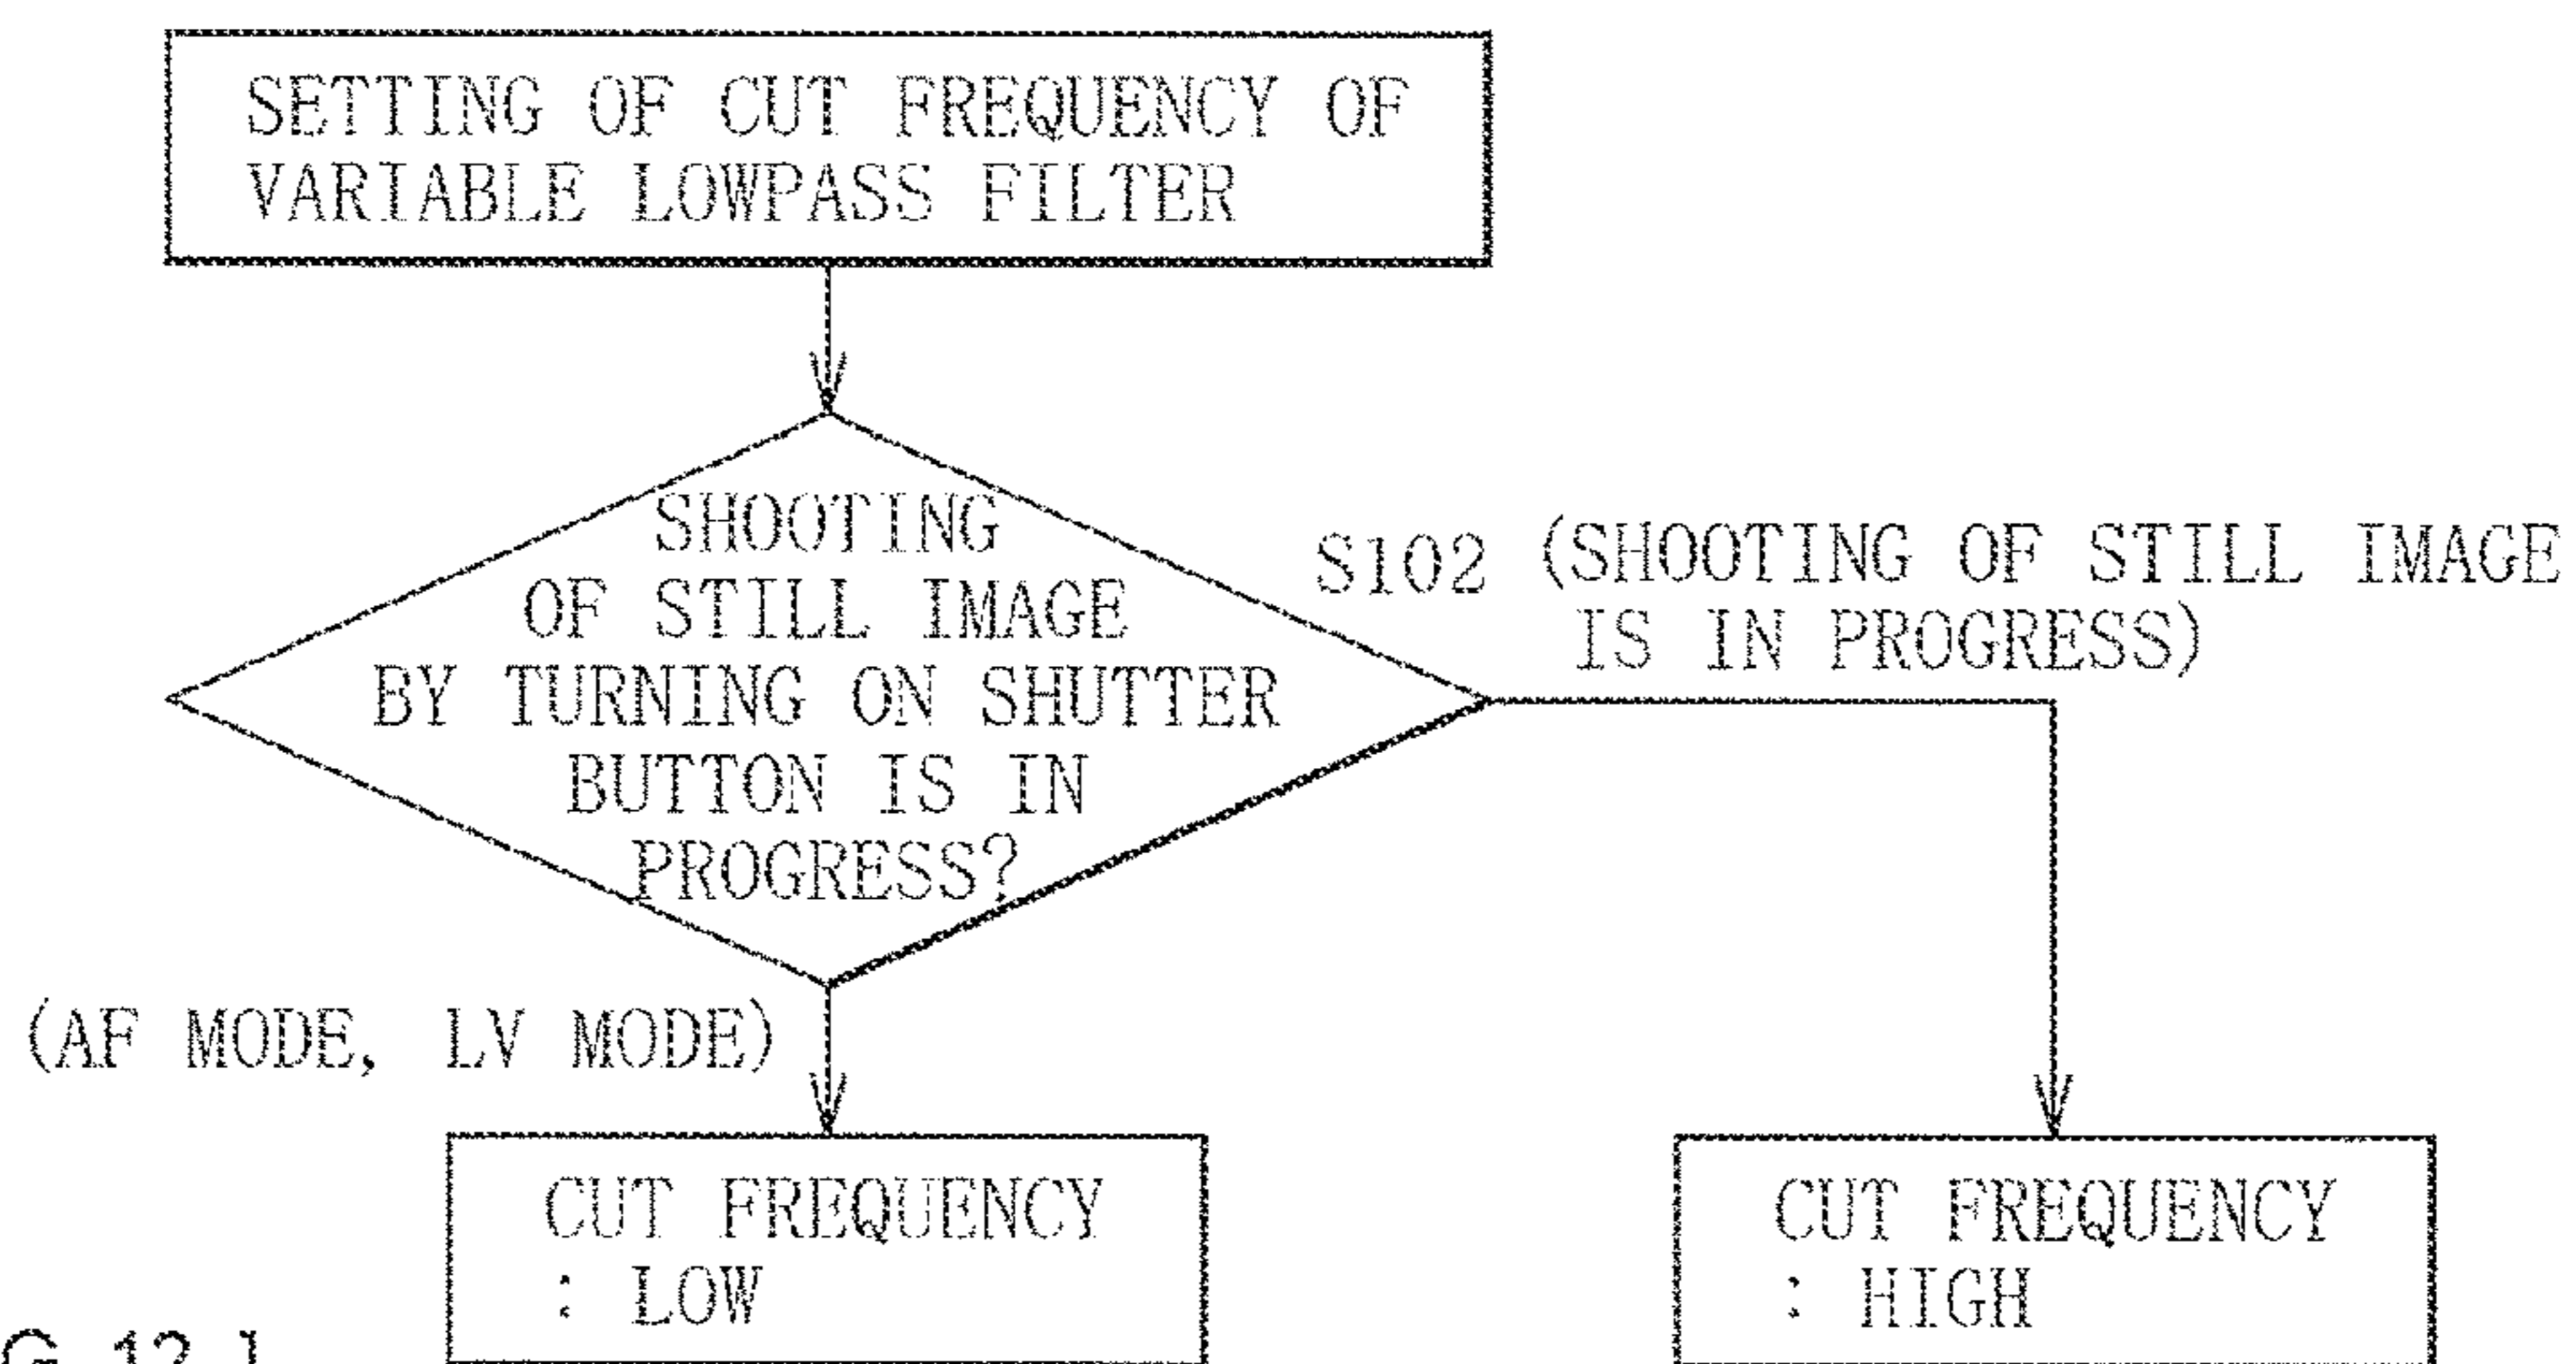 SETTING OF CUT FREQUENCY OF
VARIABLE LOWPASS FILTER
SHOOTING
OF STILL IMAGE
BY TURNING ON SHUTTER
BUTTON IS IN
PROGRESS?
S102 (SHOOTING OF STILL IMAGE
IS IN PROGRESS)
(AF MODE, LV MODE)
CUT FREQUENCY
: LOW
CUT FREQUENCY
: HIGH